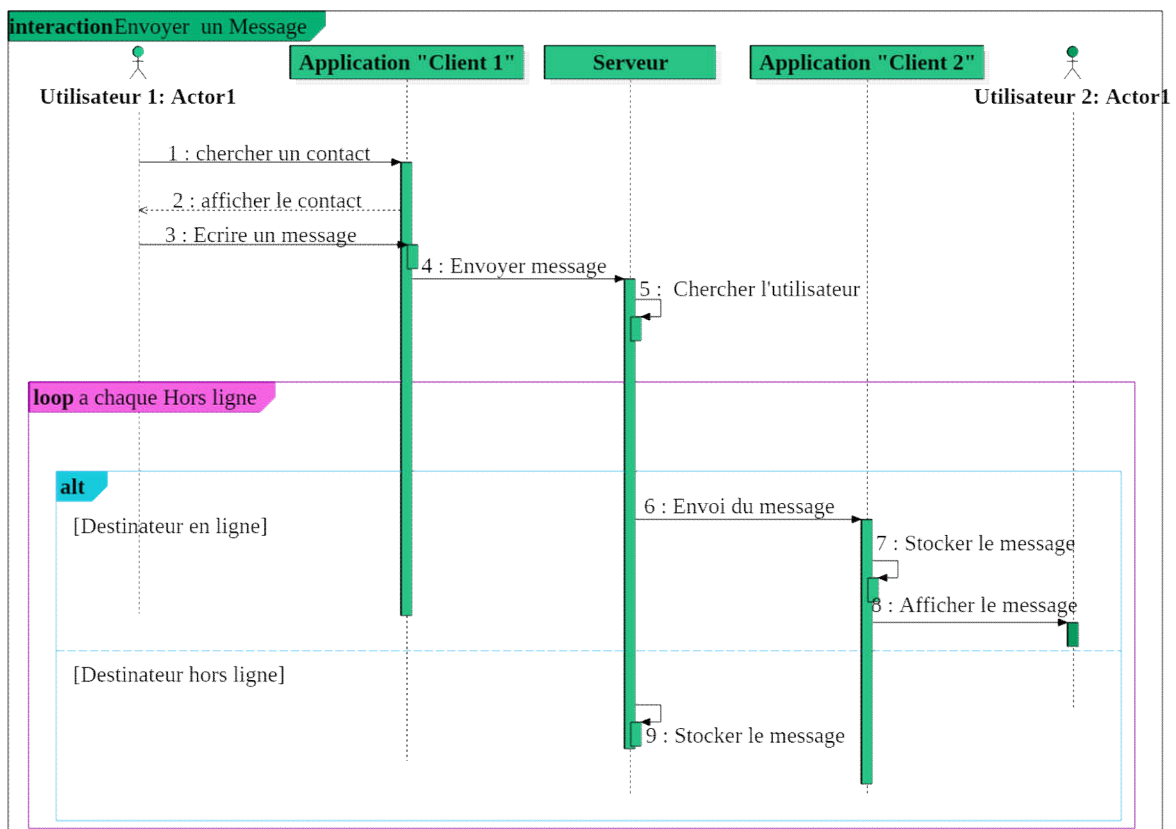 interactionEnvoyer un Message
Application "Client 1"
Serveur
Application "Client 2"
Utilisateur 1: Actor1
Utilisateur 2: Actor1
1 : chercher un contact
2 : afficher le contact
3 : Ecrire un message
4 : Envoyer message
5 : Chercher l'utilisateur
loop a chaque Hors ligne
alt
[Destinateur en ligne]
6 : Envoi du message
7 : Stocker le message
8 : Afficher le message
[Destinateur hors ligne]
9 : Stocker le message